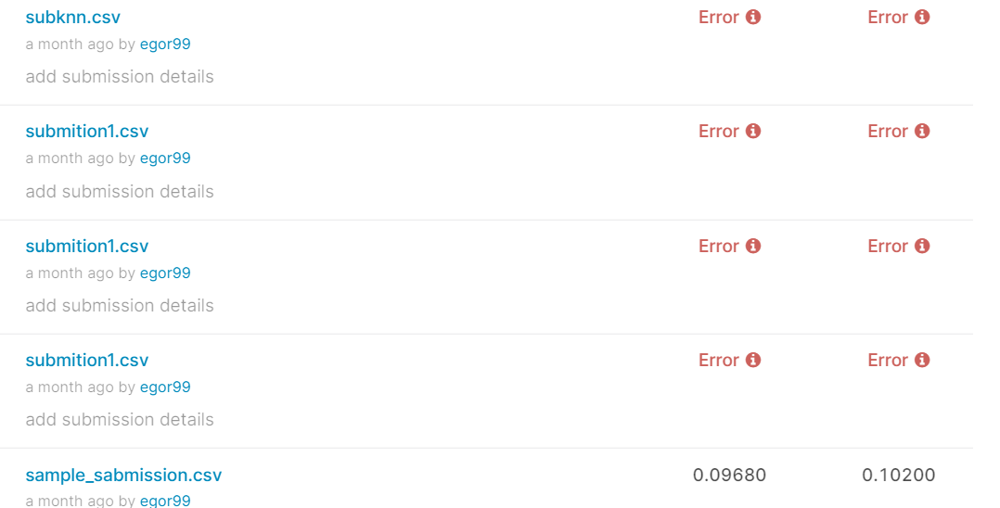 subknn.csv Error Error
a month ago by egor99
add submission details
submition1.csv Error Error
a month ago by egor99
add submission details
submition1.csv Error Error
a month ago by egor99
add submission details
submition1.csv Error Error
a month ago by egor99
add submission details
sample_sabmission.csv 0.09680 0.10200
a month ago by egor99